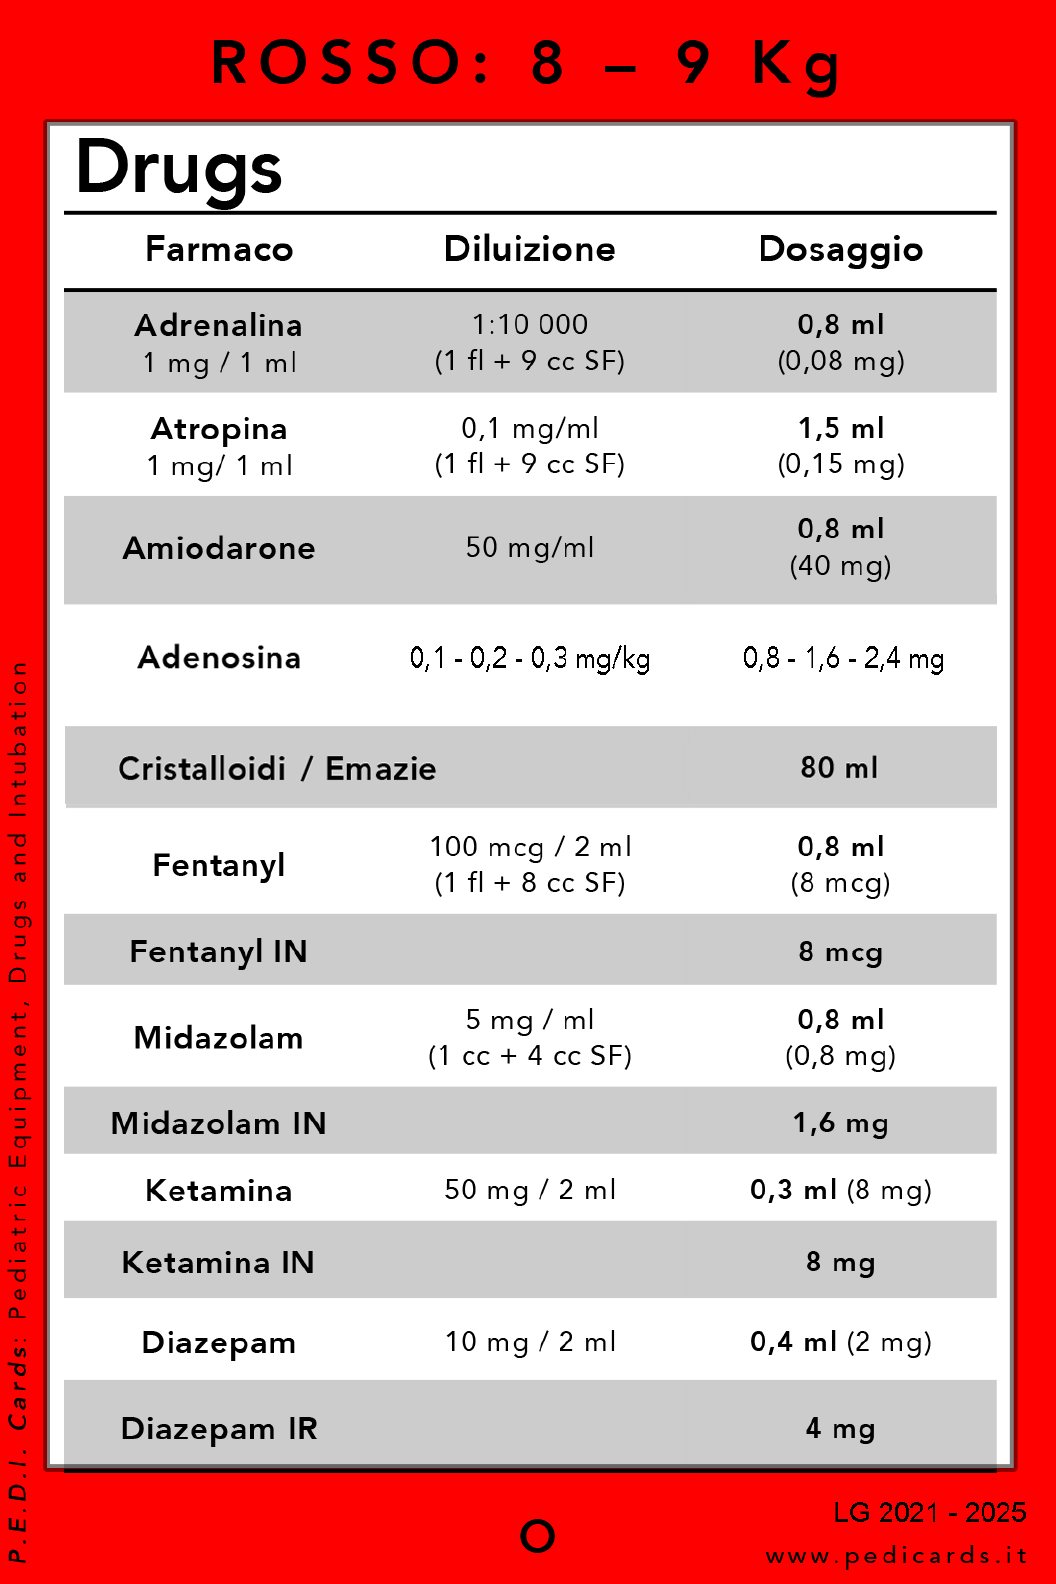 ROSSO: 8 – 9 Kg
Drugs
Farmaco Diluizione Dosaggio
Adrenalina
1 mg / 1 ml
1:10 000
(1 fl + 9 cc SF)
0,8 ml
(0,08 mg)
Atropina
1 mg/ 1 ml
0,1 mg/ml
(1 fl + 9 cc SF)
1,5 ml
(0,15 mg)
Amiodarone
50 mg/ml
0,8 ml
(40 mg)
Adenosina 0,1 - 0,2 - 0,3 mg/kg 0,8 - 1,6 - 2,4 mg
Cristalloidi / Emazie 80 ml
Fentanyl
100 mcg / 2 ml
(1 fl + 8 cc SF)
0,8 ml
(8 mcg)
Fentanyl IN 8 mcg
Midazolam
5 mg / ml
(1 cc + 4 cc SF)
0,8 ml
(0,8 mg)
Midazolam IN 1,6 mg
Ketamina 50 mg / 2 ml 0,3 ml (8 mg)
Ketamina IN 8 mg
Diazepam 10 mg / 2 ml 0,4 ml (2 mg)
Diazepam IR 4 mg
P.E.D.I. Cards: Pediatric Equipment, Drugs and Intubation
LG 2021 - 2025
www.pedicards.it